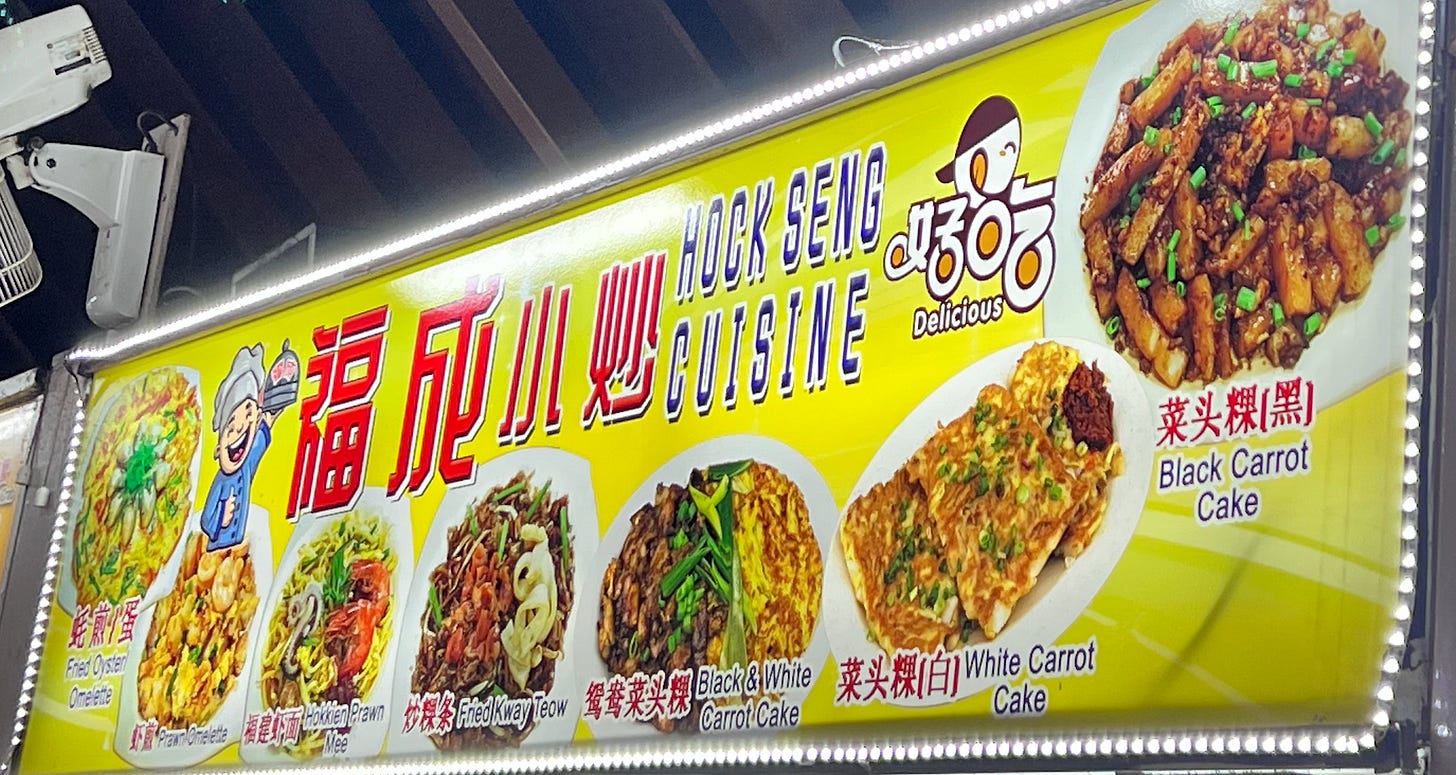 福成小炒
HOCK SENG
CUISINE
好吃
Delicious
蚝煎/蛋
Fried Oyster
Omelette
虾煎 Prawn Omelette
福建虾面 Hokkien Prawn
Mee
炒粿条 Fried Kway Teow
鸳鸯菜头粿 Black & White
Carrot Cake
菜头粿[白] White Carrot
Cake
菜头粿[黑]
Black Carrot
Cake